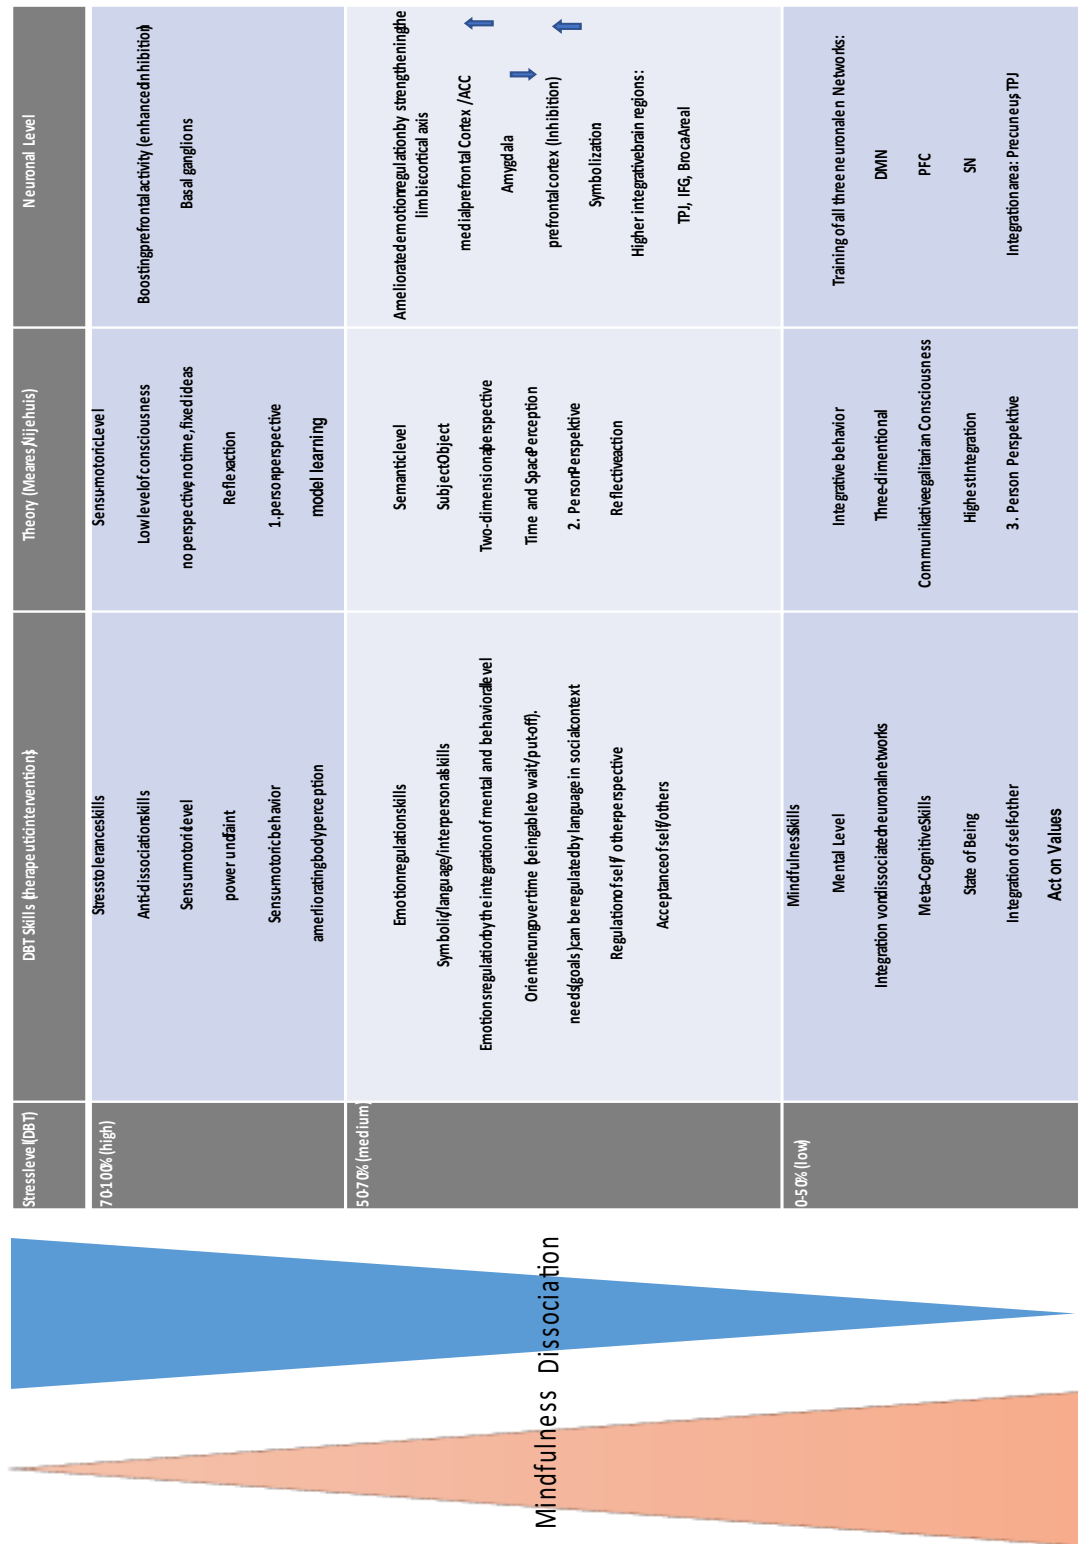 Stresslevel(DBT)
DBT Skills (therapeutic interventions)
Theory (Meares/Nijehuis)
Neuronal Level
70-100% (high)
Stresstoleranceskills
Anti-dissociationskills
Sensumotoric level
power und faint
Sensu-motoric behavior
ameriorating body perception
Sensu-motoric Level
Low level of consciousness
no perspective, no time, fixed ideas
Reflex action
1. person perspective
model learning
Boosting prefrontal activity (enhanced inhibition)
Basal ganglions
50-70% (medium)
Emotion regulation skills
Symbolic/language/interpersonal skills
Emotions regulation by the integration of mental and behavioral level
Orientierung over time (being able to wait/put-off).
needs (goals) can be regulated by language in social context
Regulation of self / other perspective
Acceptance of self/others
Semantic level
Subject Object
Two-dimensional perspective
Time and Space Perception
2. Person Perspektive
Reflective action
Ameliorated emotion regulation by strengthening the
limbic cortical axis
medial prefrontal Cortex / ACC
Amygdala
prefrontal cortex (Inhibition)
Symbolization
Higher integrative brain regions:
TPJ, IFG, Broca Areal
0-50% (low)
Mindfulness Skills
Mental Level
Integration von dissociated neuronal networks
Meta-Cognitive Skills
State of Being
Integration of self-other
Act on Values
Integrative behavior
Three-dimentional
Communikative egalitarian Consciousness
Highest Integration
3. Person Perspektive
Training of all three neuronalen Networks:
DMN
PFC
SN
Integration area: Precuneus, TPJ
Dissociation
Mindfulness